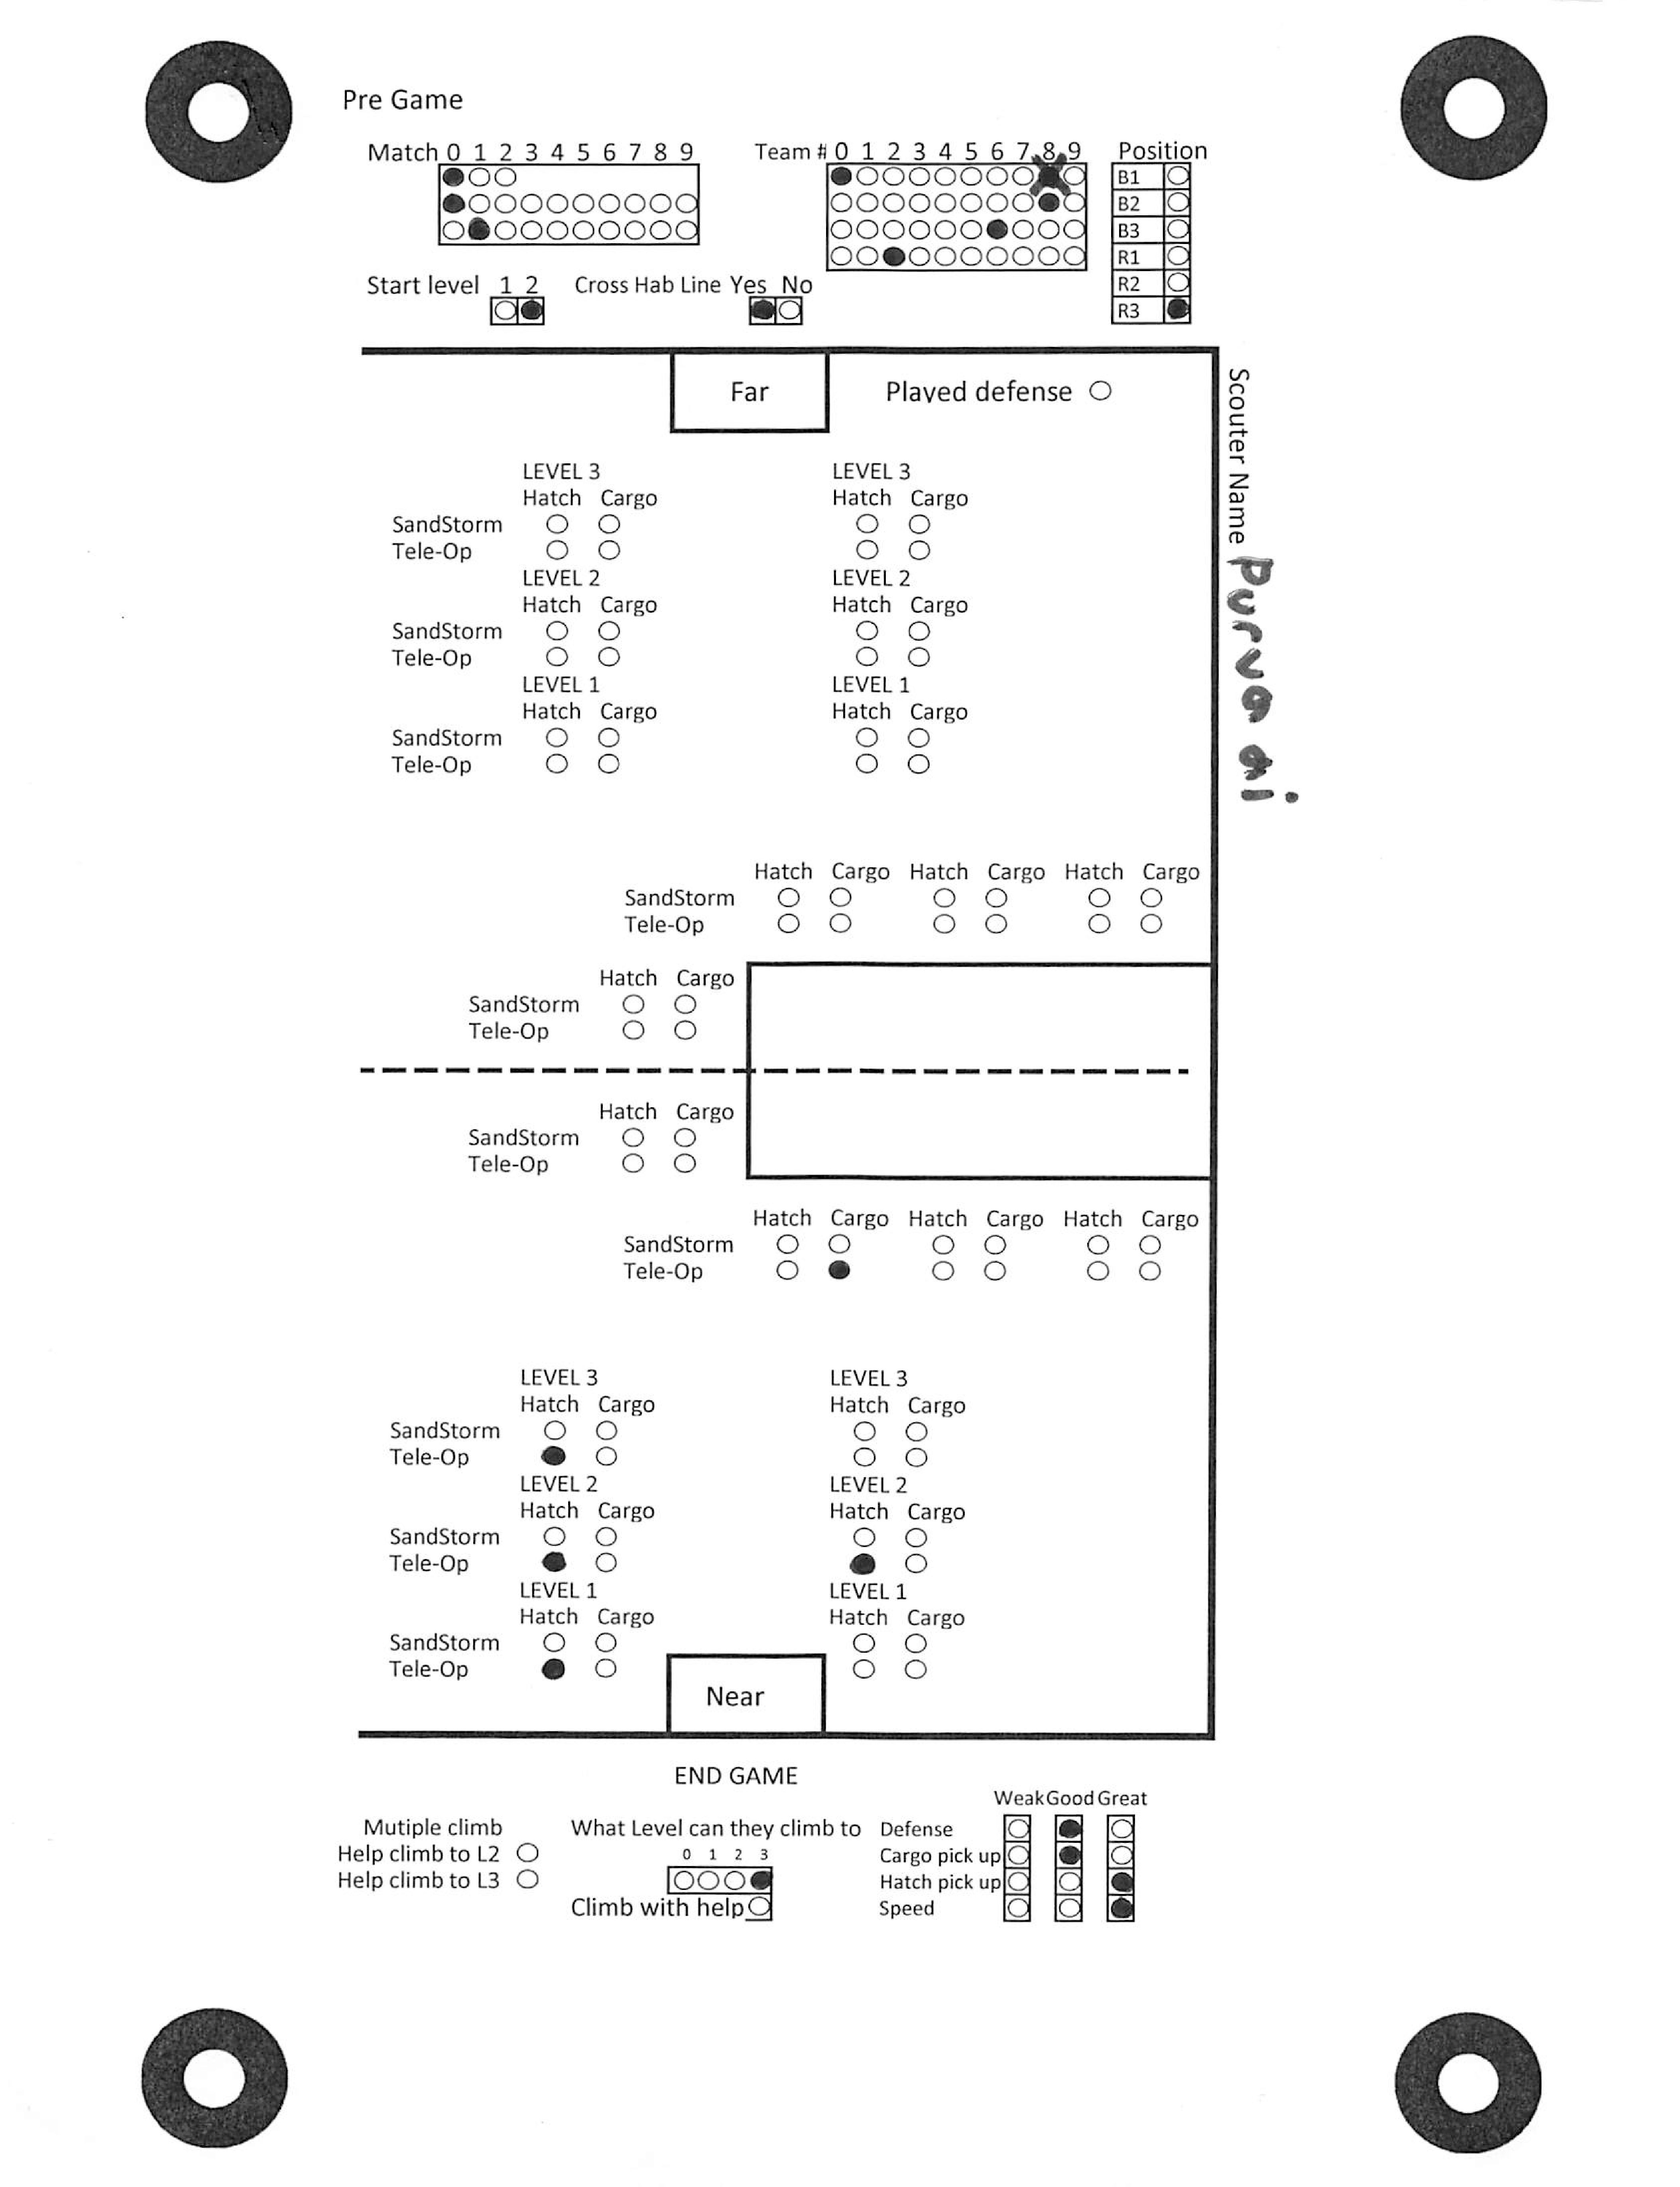 Pre Game
Match 0 1 2 3 4 5 6 7 8 9
Team # 0 1 2 3 4 5 6 7 8 9
Position
B1
B2
B3
R1
R2
R3
Start level 1 2
Cross Hab Line Yes No
Far
Played defense
Scouter Name Purva
LEVEL 3 LEVEL 3
Hatch Cargo Hatch Cargo
SandStorm
Tele-Op
LEVEL 2 LEVEL 2
Hatch Cargo Hatch Cargo
SandStorm
Tele-Op
LEVEL 1 LEVEL 1
Hatch Cargo Hatch Cargo
SandStorm
Tele-Op
Hatch Cargo Hatch Cargo Hatch Cargo
SandStorm
Tele-Op
Hatch Cargo
SandStorm
Tele-Op
Hatch Cargo
SandStorm
Tele-Op
Hatch Cargo Hatch Cargo Hatch Cargo
SandStorm
Tele-Op
LEVEL 3 LEVEL 3
Hatch Cargo Hatch Cargo
SandStorm
Tele-Op
LEVEL 2 LEVEL 2
Hatch Cargo Hatch Cargo
SandStorm
Tele-Op
LEVEL 1 LEVEL 1
Hatch Cargo Hatch Cargo
SandStorm
Tele-Op
Near
END GAME
Mutiple climb
Help climb to L2
Help climb to L3
What Level can they climb to
0 1 2 3
Climb with help
Weak Good Great
Defense
Cargo pick up
Hatch pick up
Speed